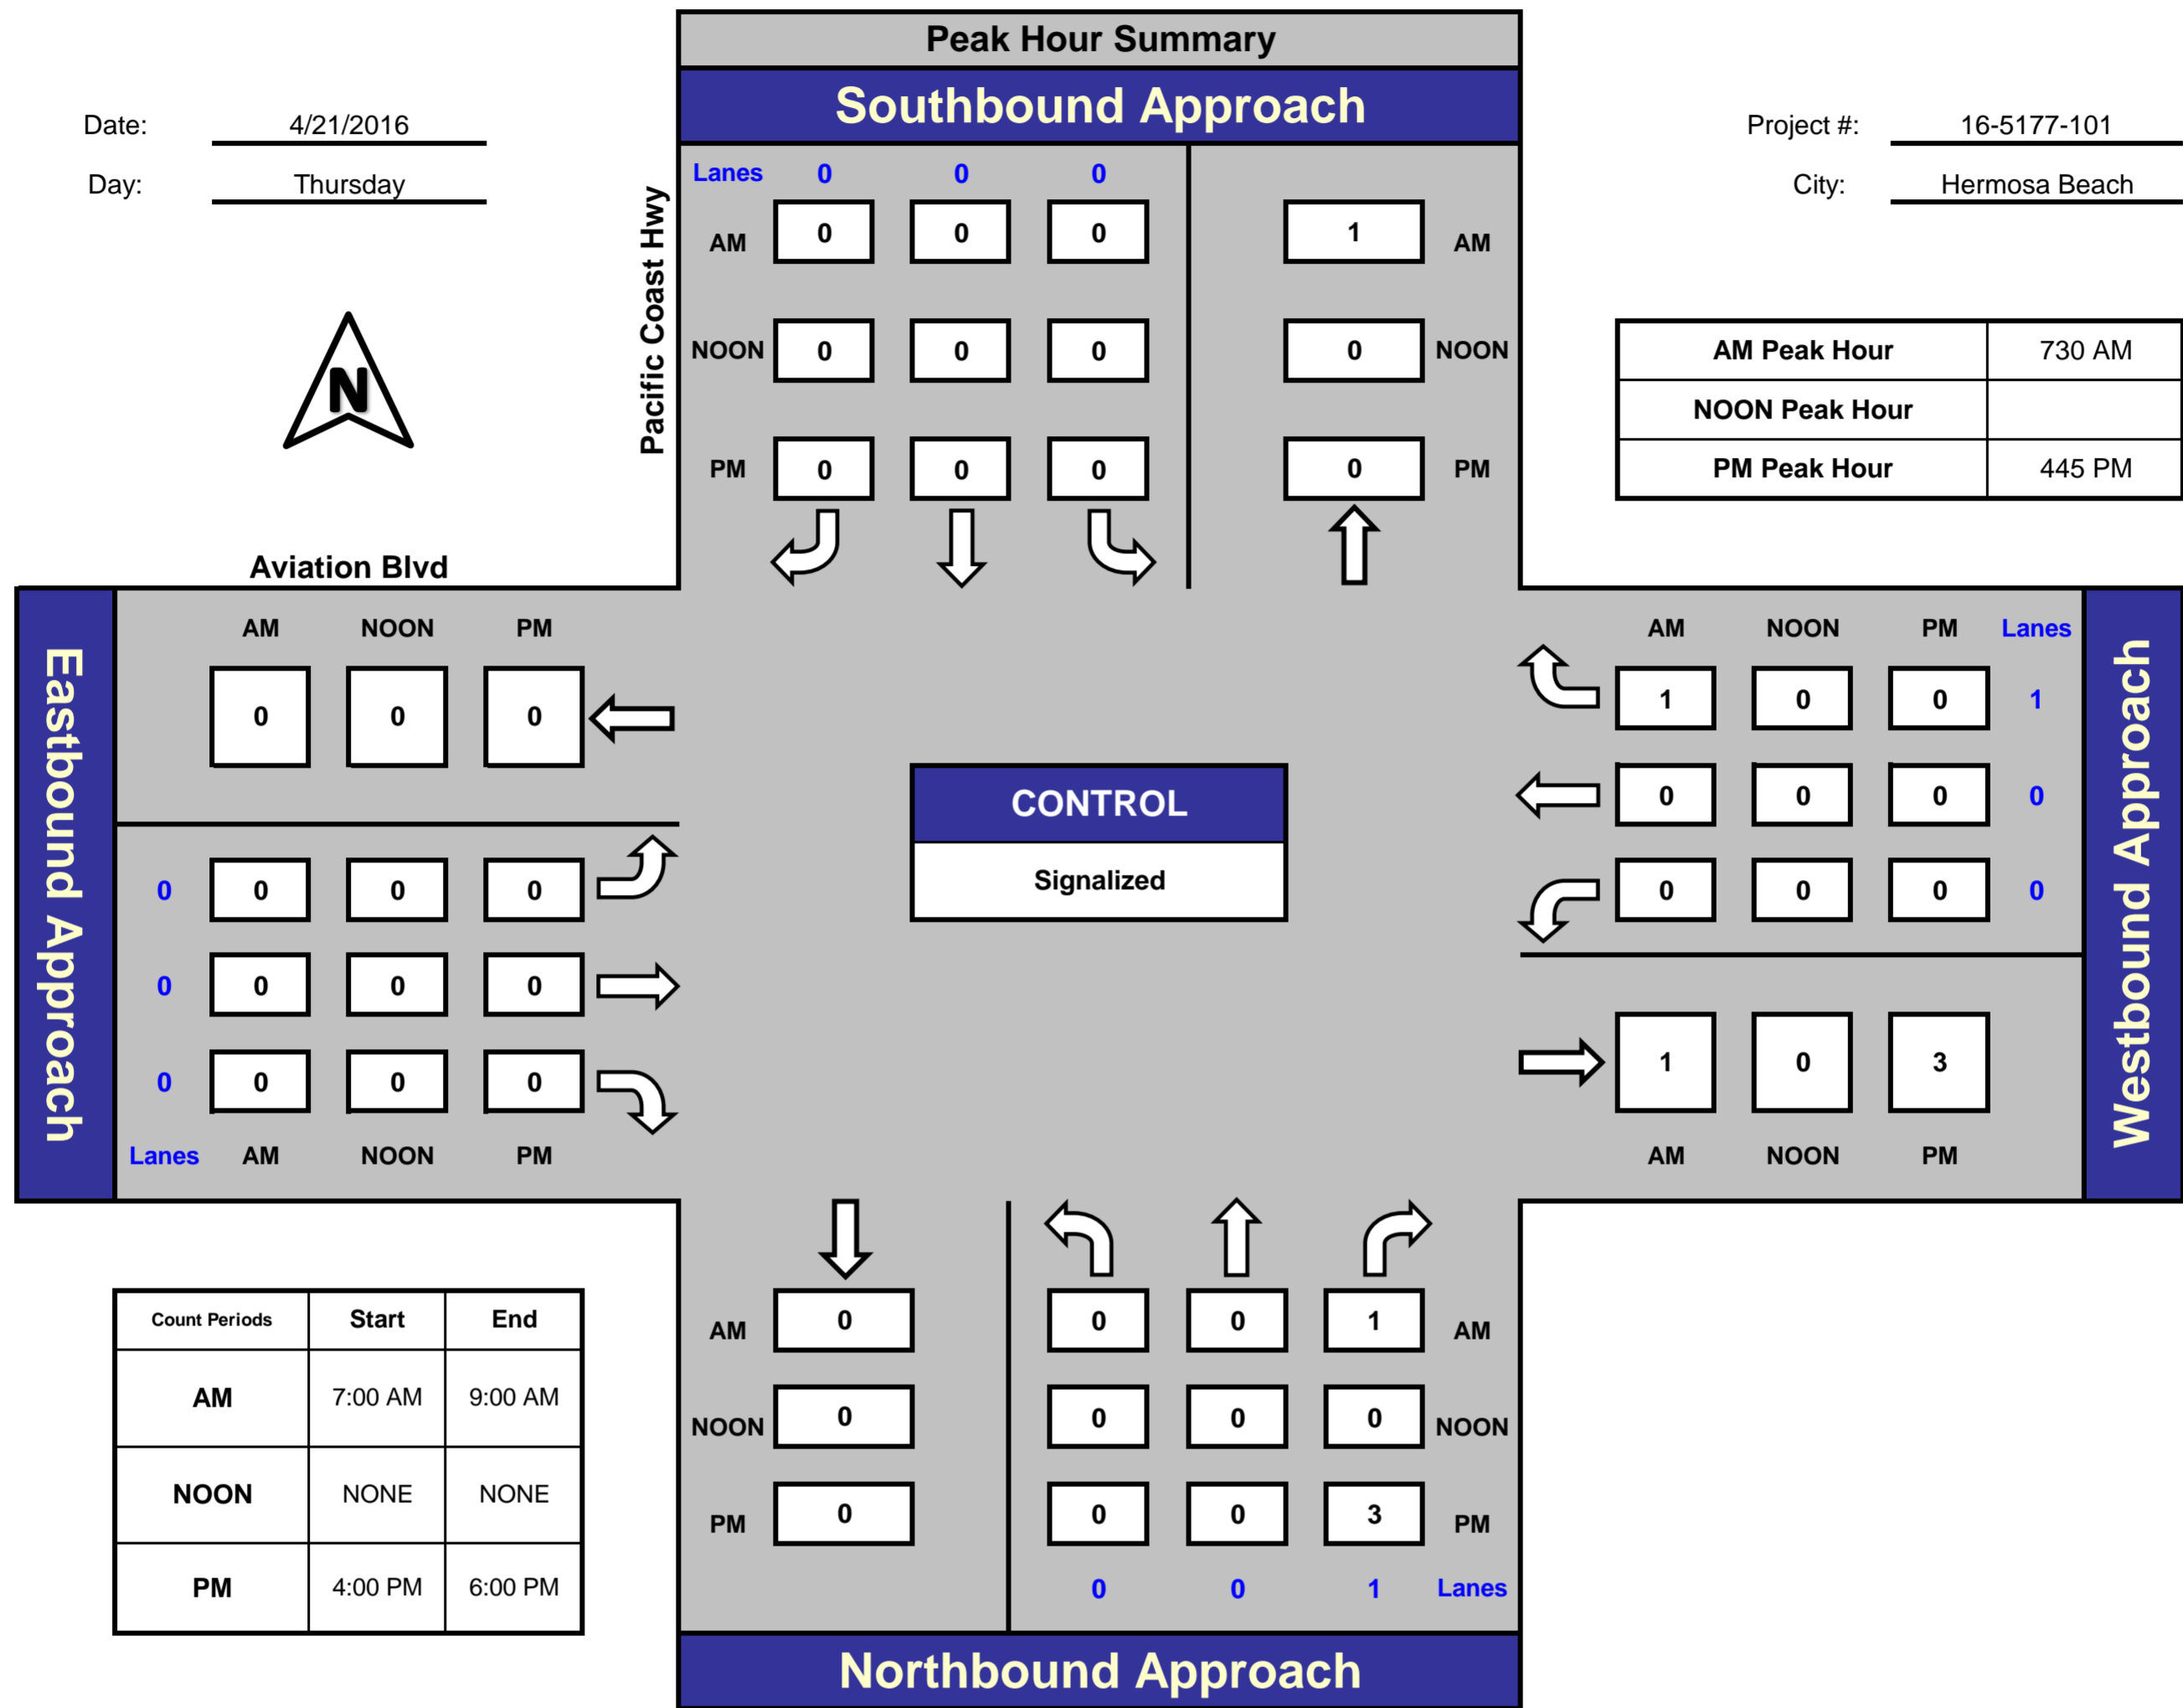 Peak Hour Summary
Southbound Approach
Date: 4/21/2016
Day: Thursday
Project #: 16-5177-101
City: Hermosa Beach
Pacific Coast Hwy
Lanes 0 0 0
AM 0 0 0 1 AM
NOON 0 0 0 0 NOON
PM 0 0 0 0 PM
N
AM Peak Hour 730 AM
NOON Peak Hour
PM Peak Hour 445 PM
Aviation Blvd
Eastbound Approach
AM NOON PM
0 0 0
0 0 0 0
0 0 0 0
0 0 0 0
Lanes AM NOON PM
CONTROL
Signalized
AM NOON PM Lanes
1 0 0 1
0 0 0 0
0 0 0 0
1 0 3
AM NOON PM
Westbound Approach
Count Periods Start End
AM 7:00 AM 9:00 AM
NOON NONE NONE
PM 4:00 PM 6:00 PM
AM 0 0 0 1 AM
NOON 0 0 0 0 NOON
PM 0 0 0 3 PM
0 0 1 Lanes
Northbound Approach